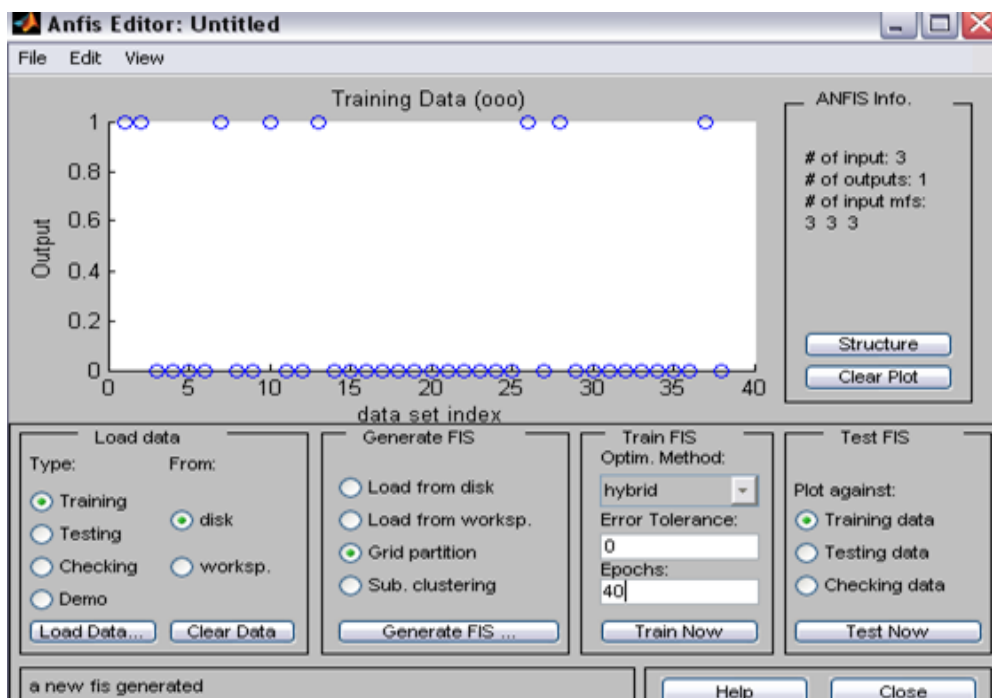 Anfis Editor: Untitled
File Edit View
Training Data (ooo)
1
0.8
0.6
0.4
0.2
0
Output
0 5 10 15 20 25 30 35 40
data set index
ANFIS Info.
# of input: 3
# of outputs: 1
# of input mfs:
3 3 3
Structure
Clear Plot
Load data
Type: From:
Training
Testing
Checking
Demo
disk
worksp.
Load Data... Clear Data
Generate FIS
Load from disk
Load from worksp.
Grid partition
Sub. clustering
Generate FIS ...
Train FIS
Optim. Method:
hybrid
Error Tolerance:
0
Epochs:
40
Train Now
Test FIS
Plot against:
Training data
Testing data
Checking data
Test Now
a new fis generated
Help Close